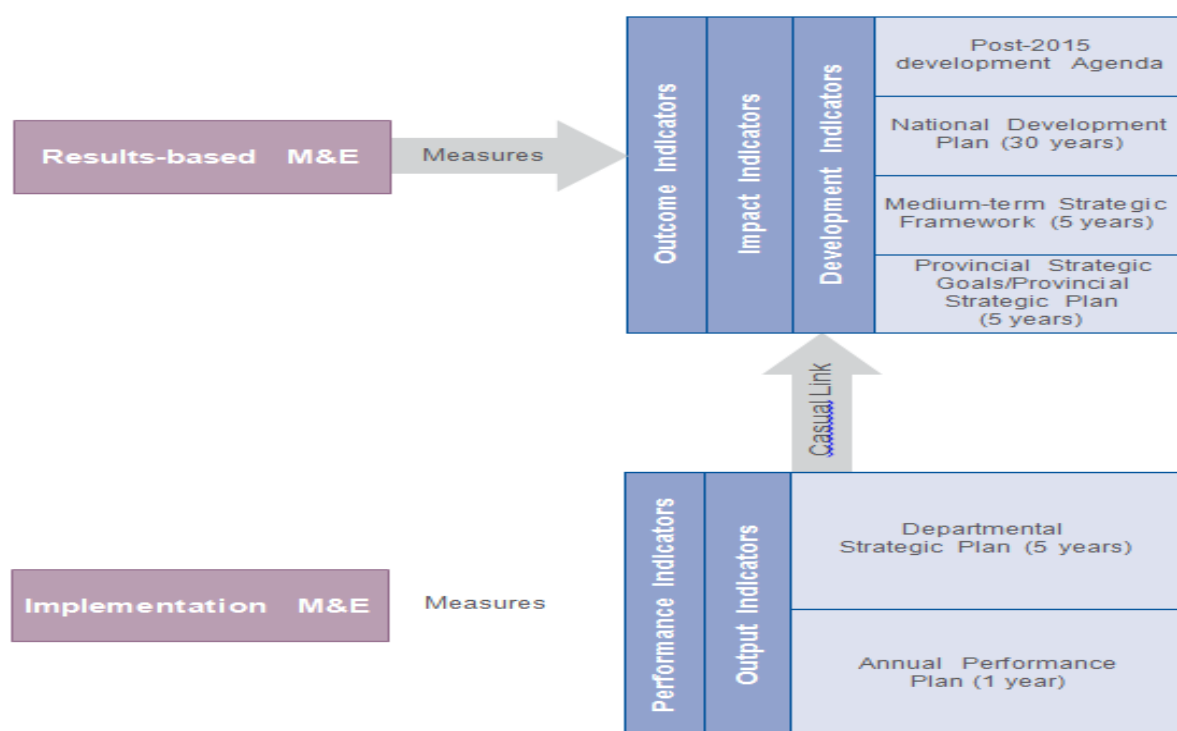 Results-based M&E
Measures
Outcome Indicators
Impact Indicators
Development Indicators
Post-2015
development Agenda
National Development
Plan (30 years)
Medium-term Strategic
Framework (5 years)
Provincial Strategic
Goals/Provincial
Strategic Plan
(5 years)
Casual Link
Implementation M&E
Measures
Performance Indicators
Output Indicators
Departmental
Strategic Plan (5 years)
Annual Performance
Plan (1 year)